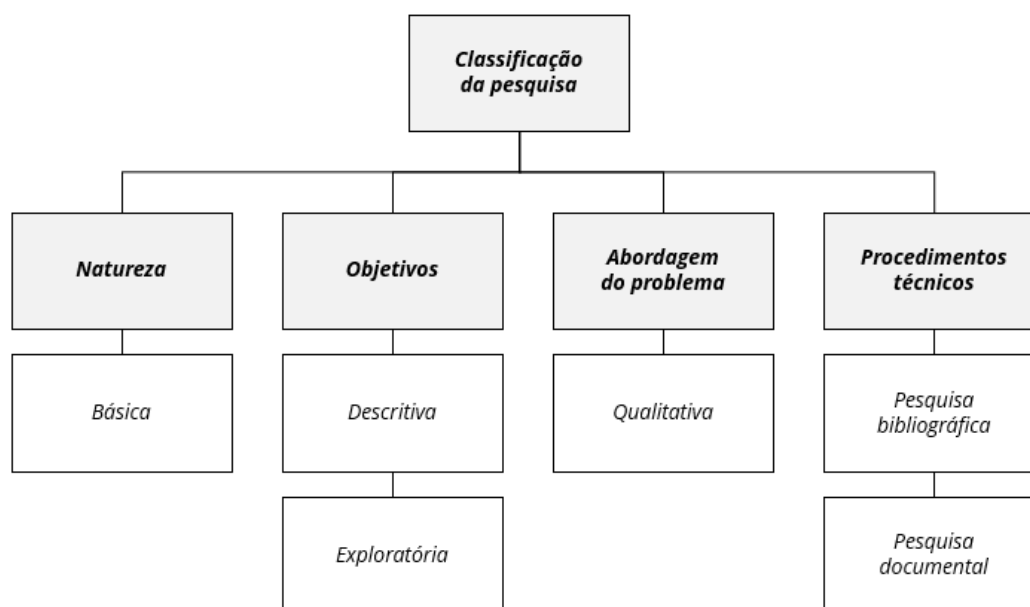 Classificação
da pesquisa
Natureza
Objetivos
Abordagem
do problema
Procedimentos
técnicos
Básica
Descritiva
Qualitativa
Pesquisa
bibliográfica
Exploratória
Pesquisa
documental